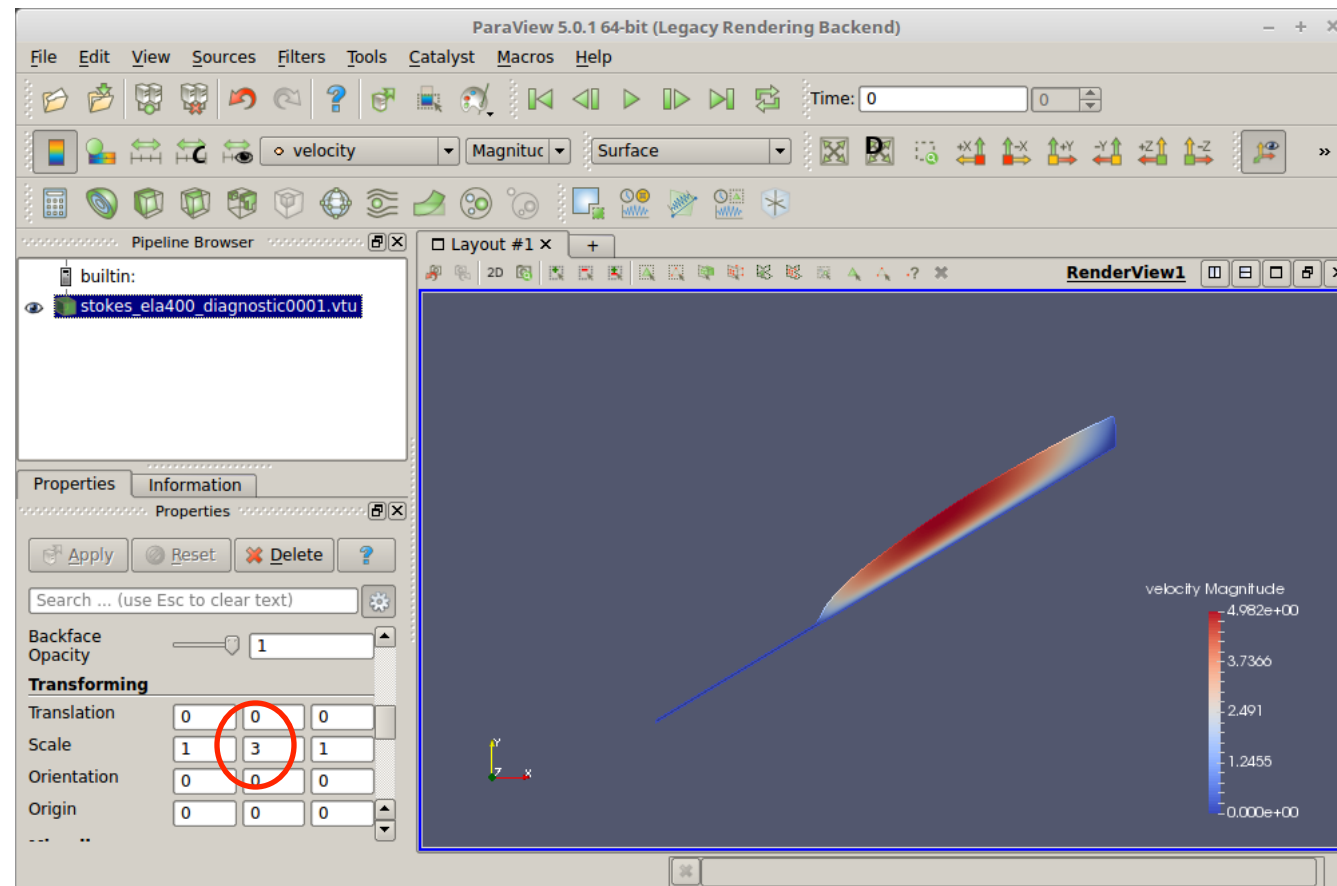 ParaView 5.0.1 64-bit (Legacy Rendering Backend)
File Edit View Sources Filters Tools Catalyst Macros Help
Time: 0 0
velocity Magnituc Surface
+X -X +Y -Y +Z -Z »
Pipeline Browser
Layout #1 +
builtin:
2D RenderView1
stokes_ela400_diagnostic0001.vtu
Properties Information
Properties
Apply Reset Delete ?
Search ... (use Esc to clear text)
Backface
Opacity 1
Transforming
Translation 0 0 0
Scale 1 3 1
Orientation 0 0 0
Origin 0 0 0
velocity Magnitude
4.982e+00
3.7366
2.491
1.2455
0.000e+00
Y
Z X